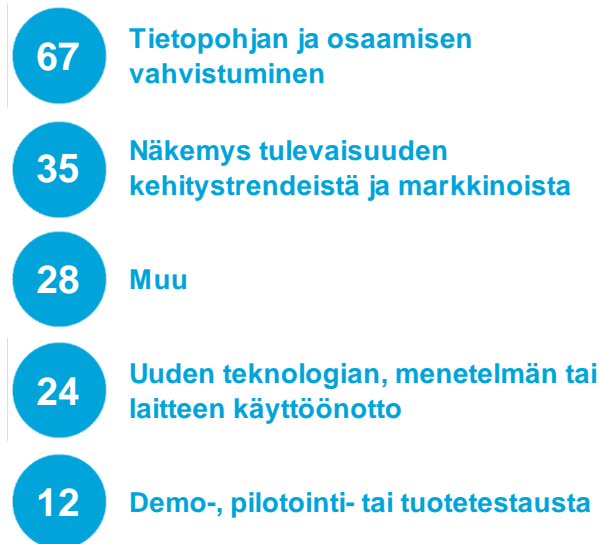 67
Tietopohjan ja osaamisen
vahvistuminen
35
Näkemys tulevaisuuden
kehitystrendeistä ja markkinoista
28
Muu
24
Uuden teknologian, menetelmän tai
laitteen käyttöönotto
12
Demo-, pilotointi- tai tuotetestausta